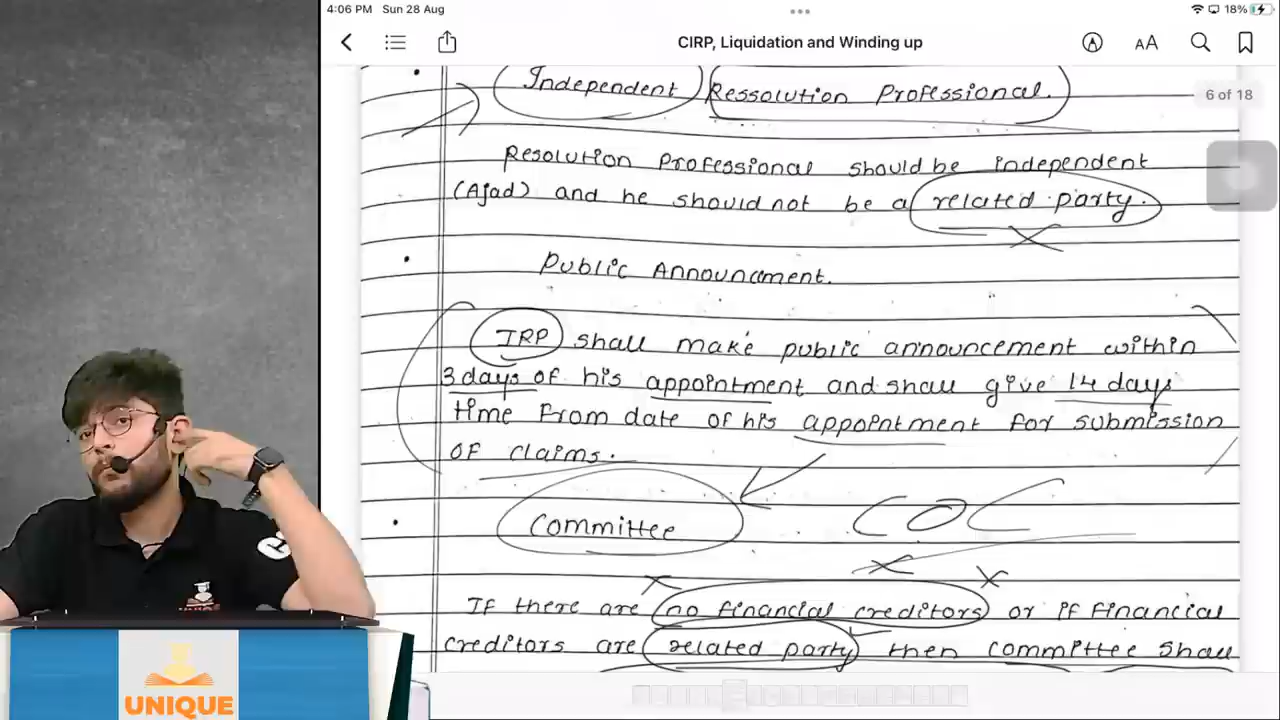 4:06 PM Sun 28 Aug
18%
CIRP, Liquidation and Winding up
AA
6 of 18
Independent Ressolution Professional.
Resolution Professional should be independent
(Ajad) and he should not be a related party.
Public Announcement.
IRP shall make public announcement within
3 days of his appointment and shall give 14 days
time from date of his appointment for submission
of claims.
Committee COC
If there are no financial creditors or if financial
creditors are related party then committee shall
UNIQUE